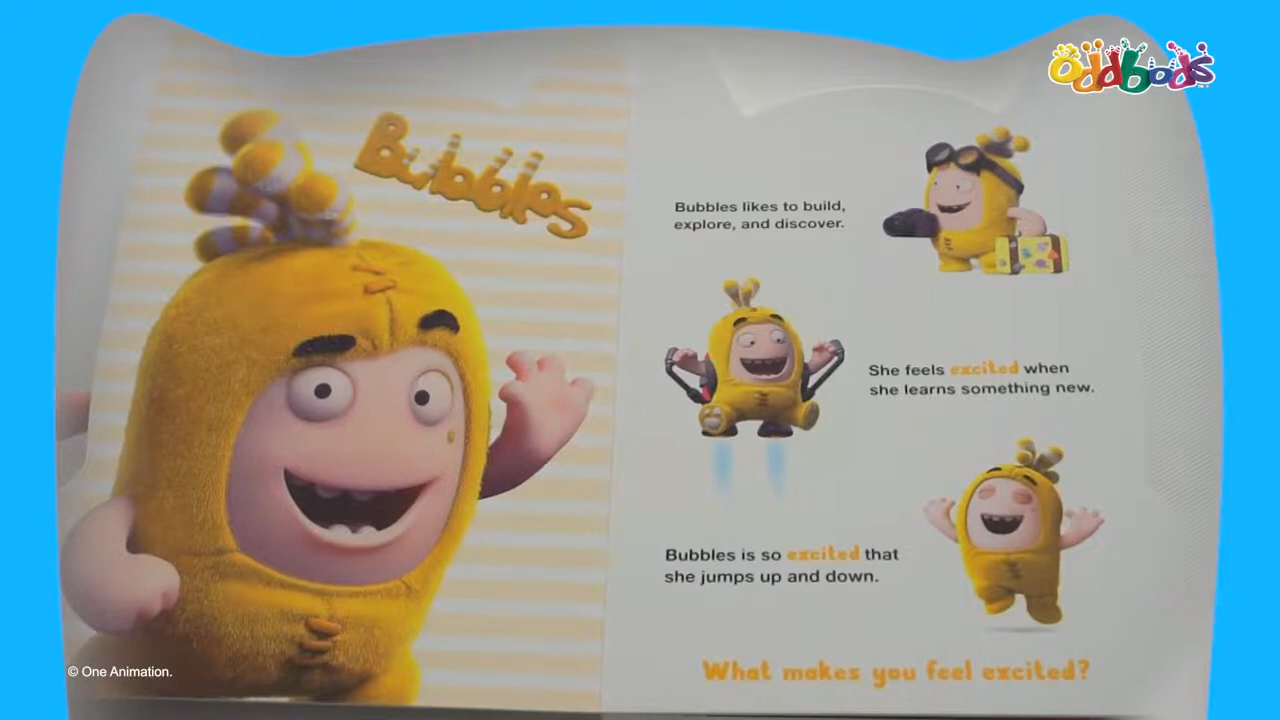 Oddbods
Bubbles
Bubbles likes to build,
explore, and discover.
She feels excited when
she learns something new.
Bubbles is so excited that
she jumps up and down.
What makes you feel excited?
© One Animation.